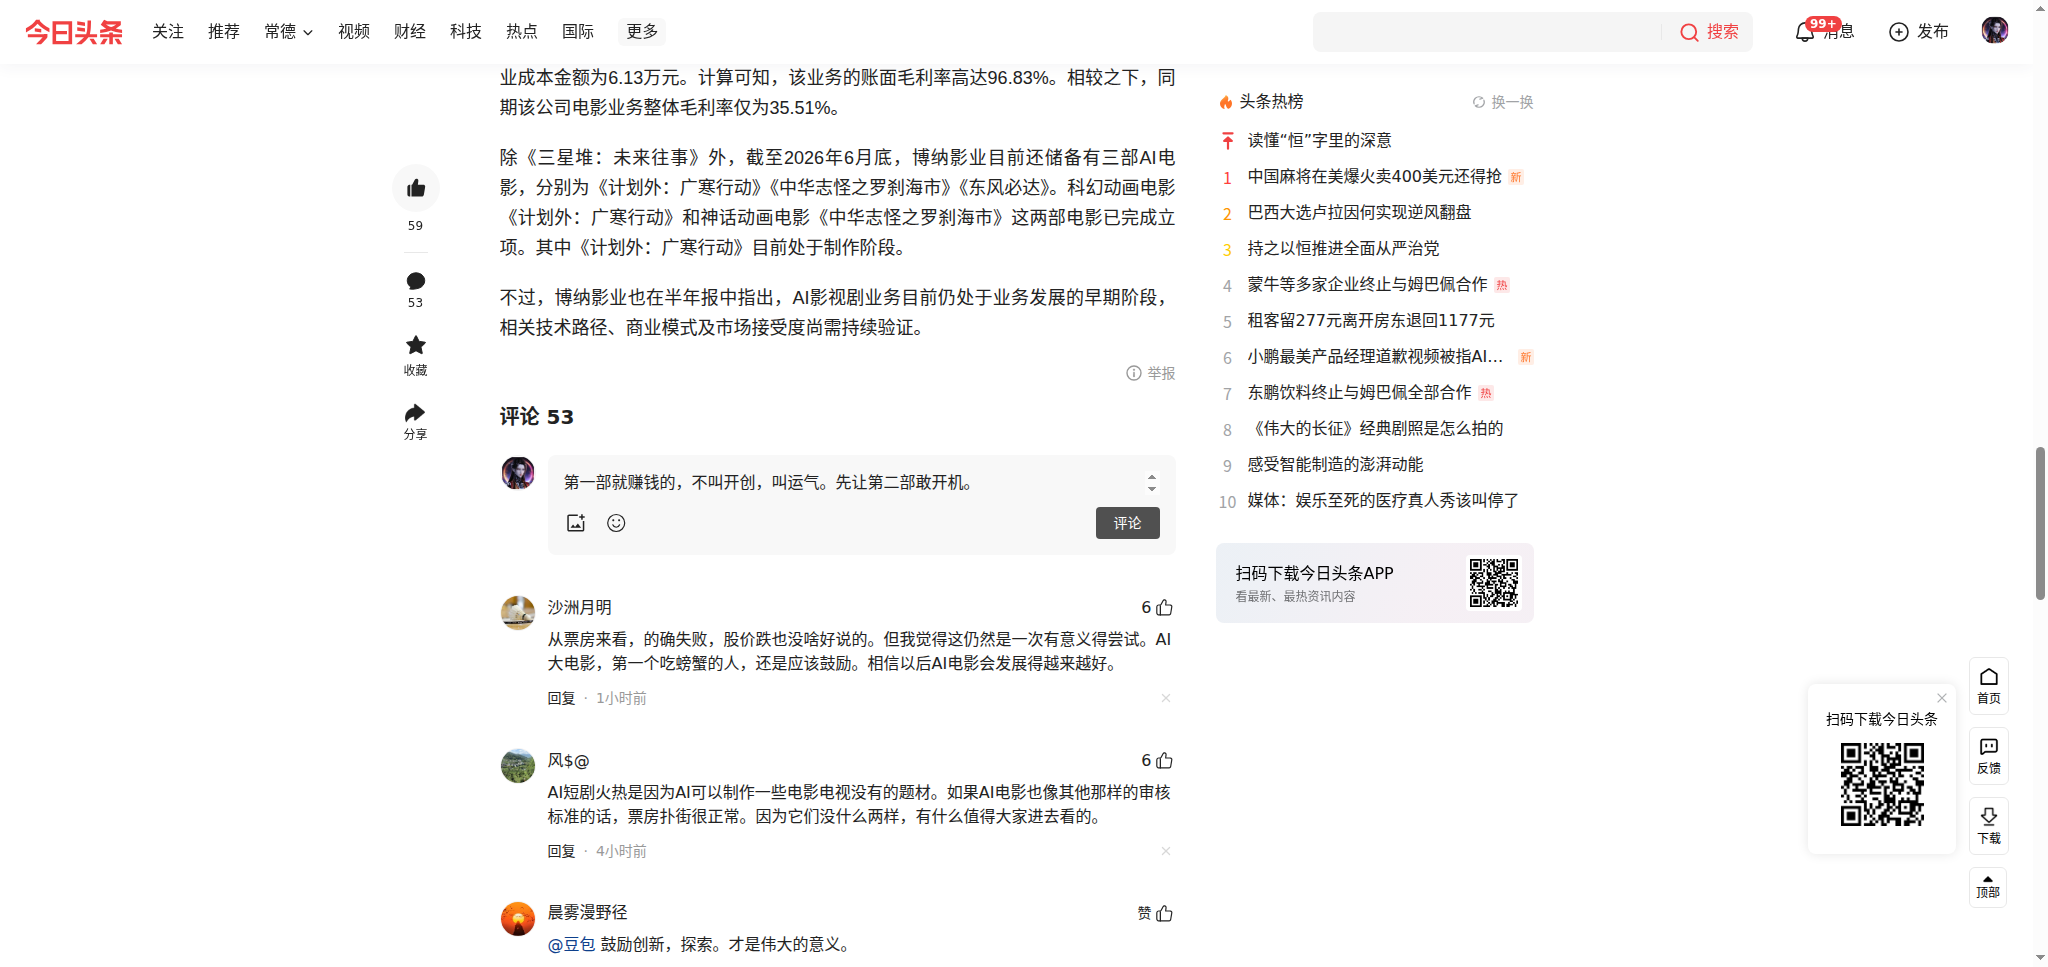 今日头条
关注 推荐 常德 视频 财经 科技 热点 国际 更多
搜索
99+
消息
发布
业成本金额为6.13万元。计算可知，该业务的账面毛利率高达96.83%。相较之下，同
期该公司电影业务整体毛利率仅为35.51%。
除《三星堆：未来往事》外，截至2026年6月底，博纳影业目前还储备有三部AI电
影，分别为《计划外：广寒行动》《中华志怪之罗刹海市》《东风必达》。科幻动画电影
《计划外：广寒行动》和神话动画电影《中华志怪之罗刹海市》这两部电影已完成立
项。其中《计划外：广寒行动》目前处于制作阶段。
不过，博纳影业也在半年报中指出，AI影视剧业务目前仍处于业务发展的早期阶段，
相关技术路径、商业模式及市场接受度尚需持续验证。
举报
59
53
收藏
分享
评论 53
第一部就赚钱的，不叫开创，叫运气。先让第二部敢开机。
评论
沙洲月明
6
从票房来看，的确失败，股价跌也没啥好说的。但我觉得这仍然是一次有意义得尝试。AI
大电影，第一个吃螃蟹的人，还是应该鼓励。相信以后AI电影会发展得越来越好。
回复 · 1小时前
风$@
6
AI短剧火热是因为AI可以制作一些电影电视没有的题材。如果AI电影也像其他那样的审核
标准的话，票房扑街很正常。因为它们没什么两样，有什么值得大家进去看的。
回复 · 4小时前
晨雾漫野径
赞
@豆包 鼓励创新，探索。才是伟大的意义。
头条热榜
换一换
读懂“恒”字里的深意
1 中国麻将在美爆火卖400美元还得抢 新
2 巴西大选卢拉因何实现逆风翻盘
3 持之以恒推进全面从严治党
4 蒙牛等多家企业终止与姆巴佩合作 热
5 租客留277元离开房东退回1177元
6 小鹏最美产品经理道歉视频被指AI... 新
7 东鹏饮料终止与姆巴佩全部合作 热
8 《伟大的长征》经典剧照是怎么拍的
9 感受智能制造的澎湃动能
10 媒体：娱乐至死的医疗真人秀该叫停了
扫码下载今日头条APP
看最新、最热资讯内容
扫码下载今日头条
首页
反馈
下载
顶部